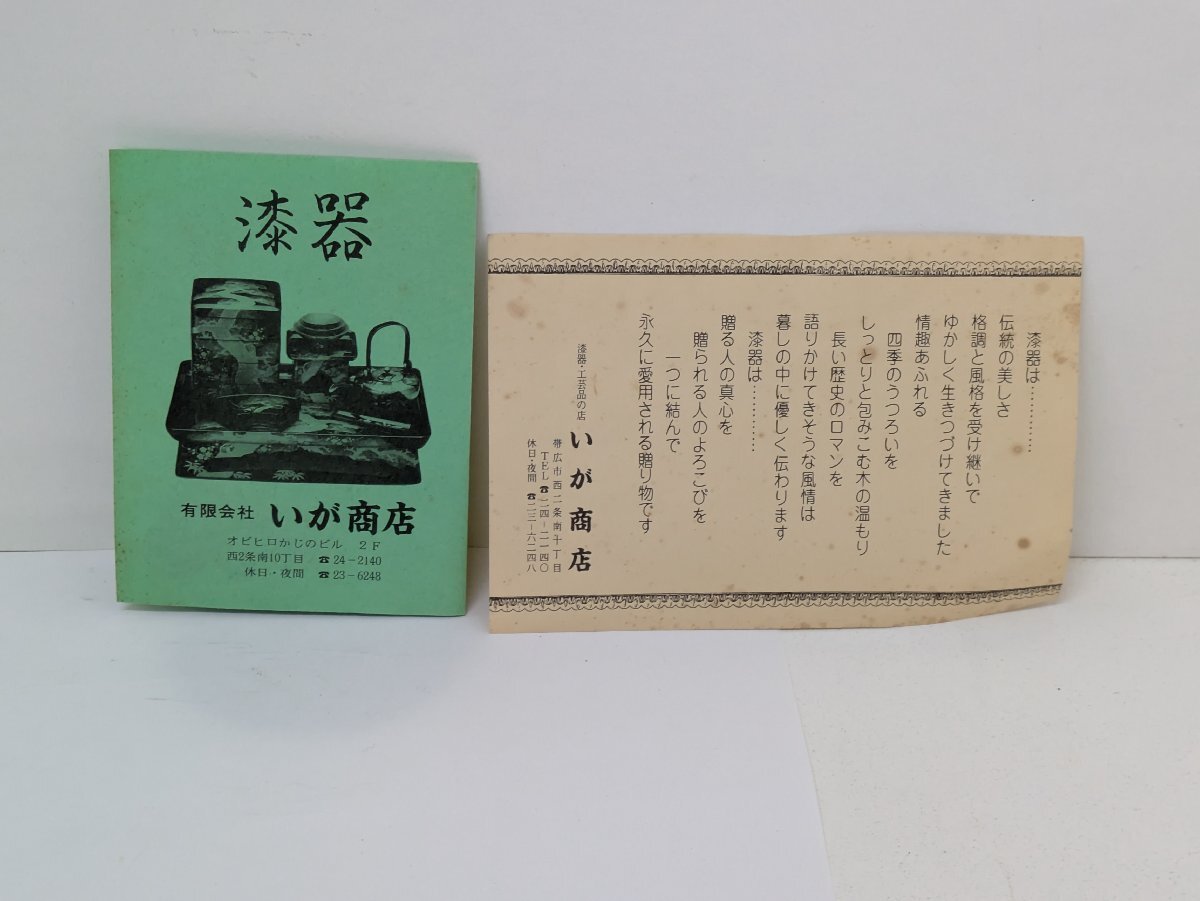 漆器
有限会社 いが商店
オビヒロかじのビル 2F
西2条南10丁目 ☎24-2140
休日・夜間 ☎23-6248
漆器は…………
伝統の美しさ
格調と風格を受け継いで
ゆかしく生きつづけてきました
情趣あふれる
四季のうつろいを
しっとりと包みこむ木の温もり
長い歴史のロマンを
語りかけてきそうな風情は
暮しの中に優しく伝わります
漆器は…………
贈る人の真心を
贈られる人のよろこびを
一つに結んで
永久に愛用される贈り物です
漆器・工芸品の店 いが商店
帯広市西二条南十丁目
TEL☎二四-二一四〇
休日・夜間 ☎二三-六二四八